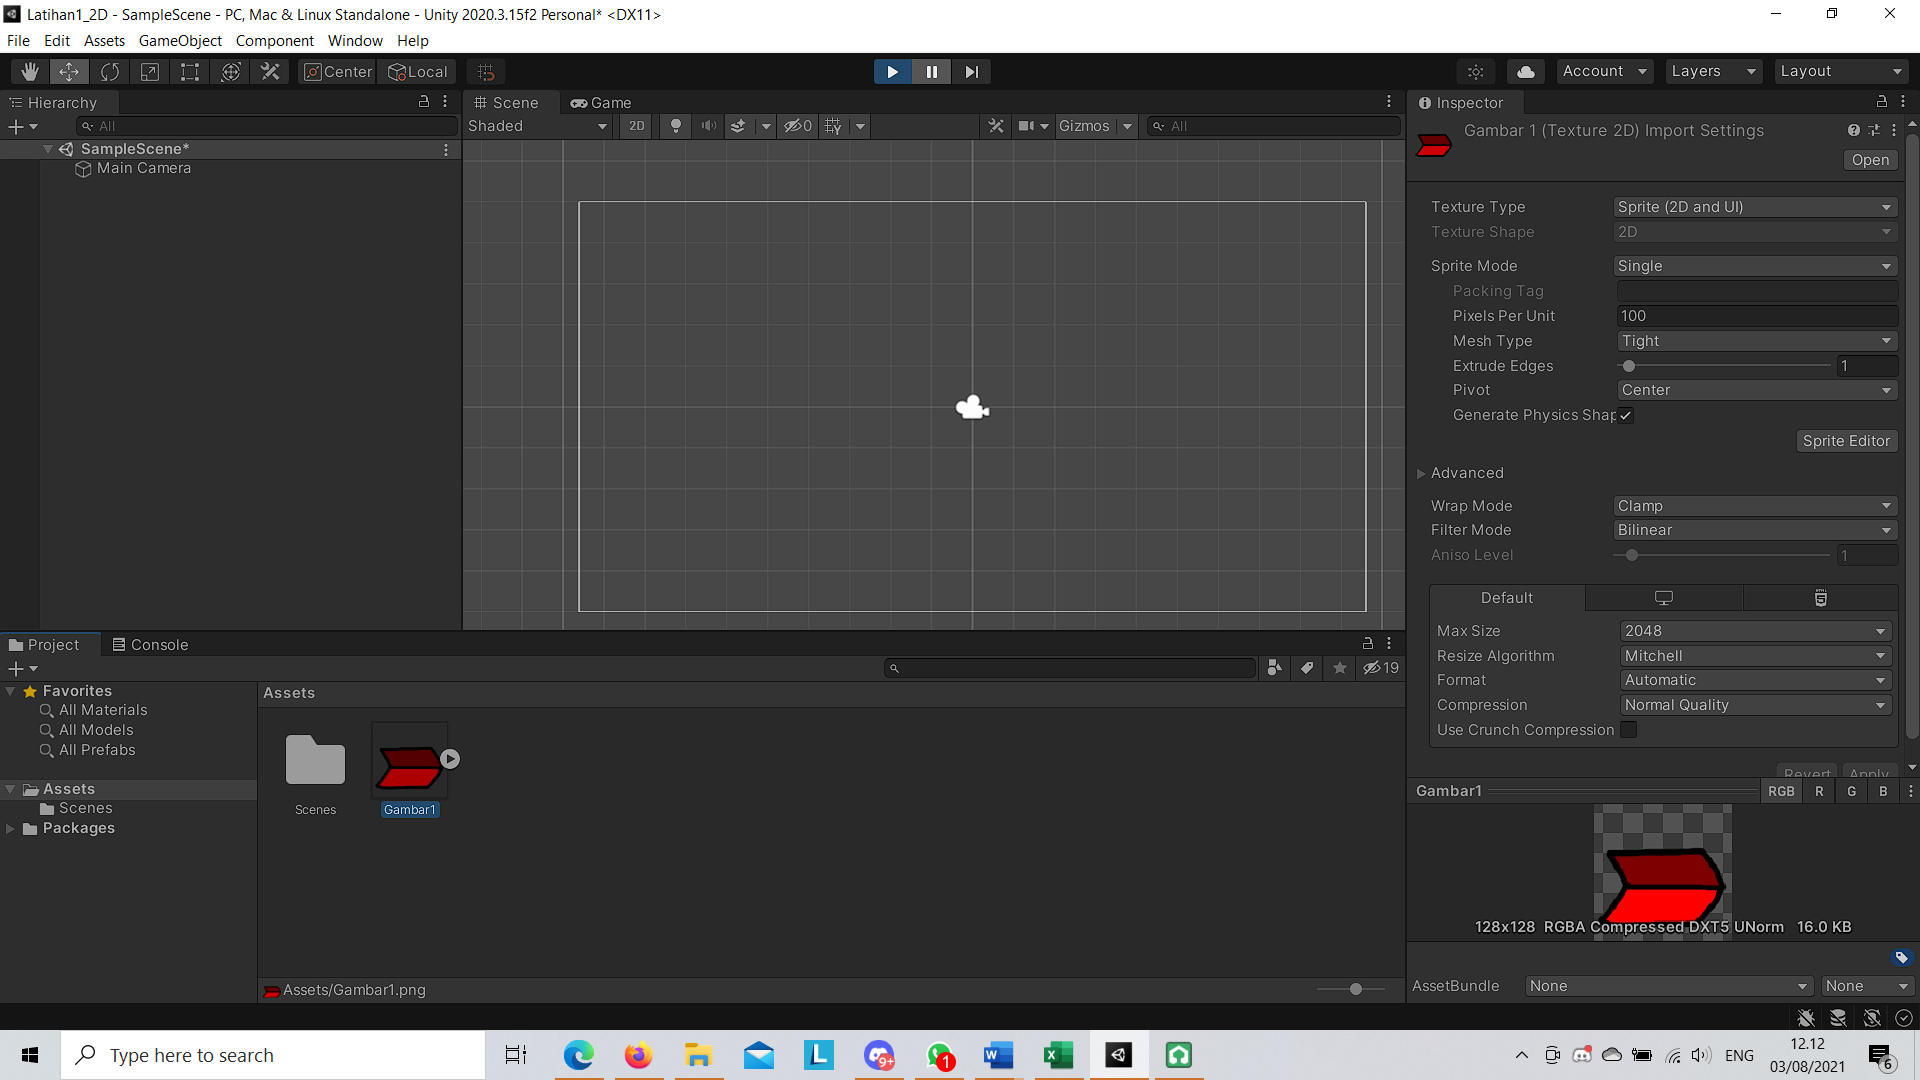 Latihan1_2D - SampleScene - PC, Mac & Linux Standalone - Unity 2020.3.15f2 Personal* <DX11>
File Edit Assets GameObject Component Window Help
Center Local Account Layers Layout
Hierarchy
All
SampleScene*
Main Camera
Scene Game
Shaded 2D 0 Gizmos All
Inspector
Gambar 1 (Texture 2D) Import Settings
Open
Texture Type Sprite (2D and UI)
Texture Shape 2D
Sprite Mode Single
Packing Tag
Pixels Per Unit 100
Mesh Type Tight
Extrude Edges 1
Pivot Center
Generate Physics Shap
Sprite Editor
Advanced
Wrap Mode Clamp
Filter Mode Bilinear
Aniso Level 1
Default
Max Size 2048
Resize Algorithm Mitchell
Format Automatic
Compression Normal Quality
Use Crunch Compression
Revert Apply
Gambar1 RGB R G B
128x128 RGBA Compressed DXT5 UNorm 16.0 KB
AssetBundle None None
Project Console
19
Favorites
All Materials
All Models
All Prefabs
Assets
Scenes
Packages
Assets
Scenes Gambar1
Assets/Gambar1.png
Type here to search
9+ 1
ENG
12.12
03/08/2021
6